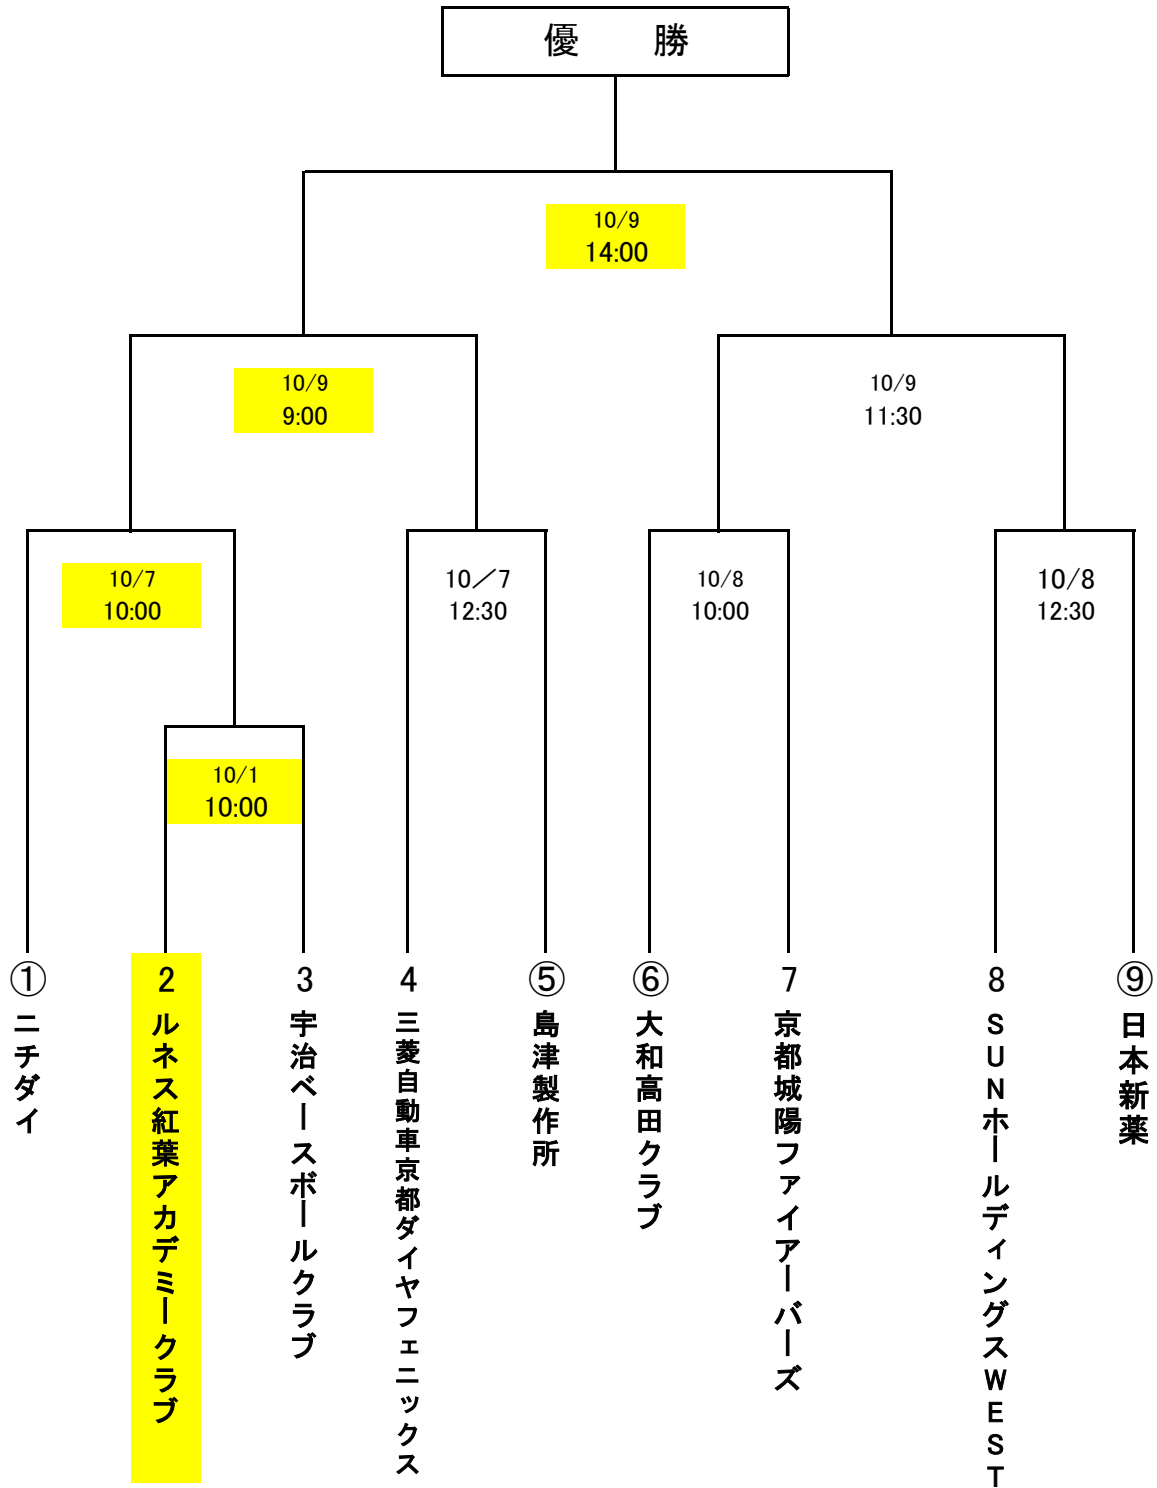 優 勝
10/9
14:00
10/9
9:00
10/9
11:30
10/7
10:00
10／7
12:30
10/8
10:00
10/8
12:30
10/1
10:00
①
ニチダイ
2
ルネス紅葉アカデミークラブ
3
宇治ベースボールクラブ
4
三菱自動車京都ダイヤフェニックス
⑤
島津製作所
⑥
大和高田クラブ
7
京都城陽ファイアーバーズ
8
SUNホールディングスWEST
⑨
日本新薬